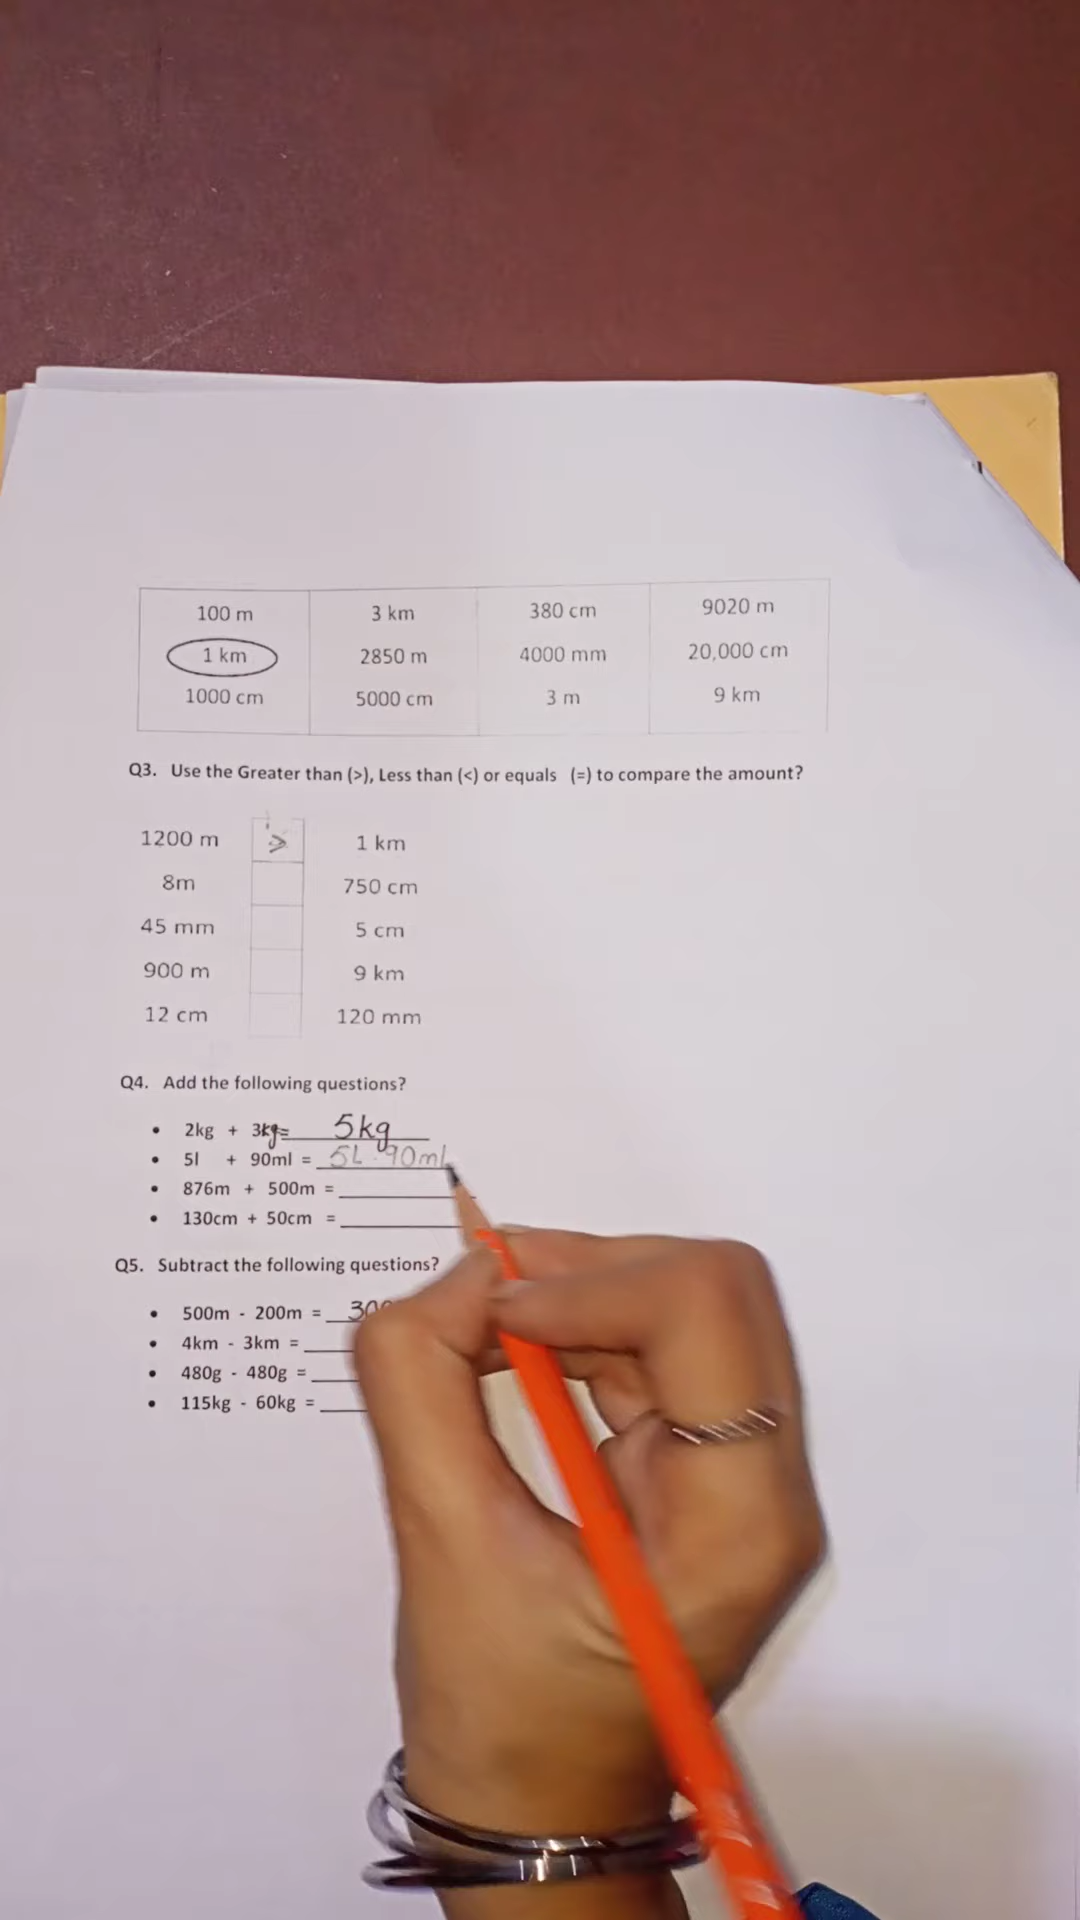 100 m 3 km 380 cm 9020 m
1 km 2850 m 4000 mm 20,000 cm
1000 cm 5000 cm 3 m 9 km
Q3. Use the Greater than (>), Less than (<) or equals (=) to compare the amount?
1200 m > 1 km
8m 750 cm
45 mm 5 cm
900 m 9 km
12 cm 120 mm
Q4. Add the following questions?
• 2kg + 3kg= 5kg
• 5l + 90ml = 5L 90ml
• 876m + 500m =
• 130cm + 50cm =
Q5. Subtract the following questions?
• 500m - 200m =
• 4km - 3km =
• 480g - 480g =
• 115kg - 60kg =